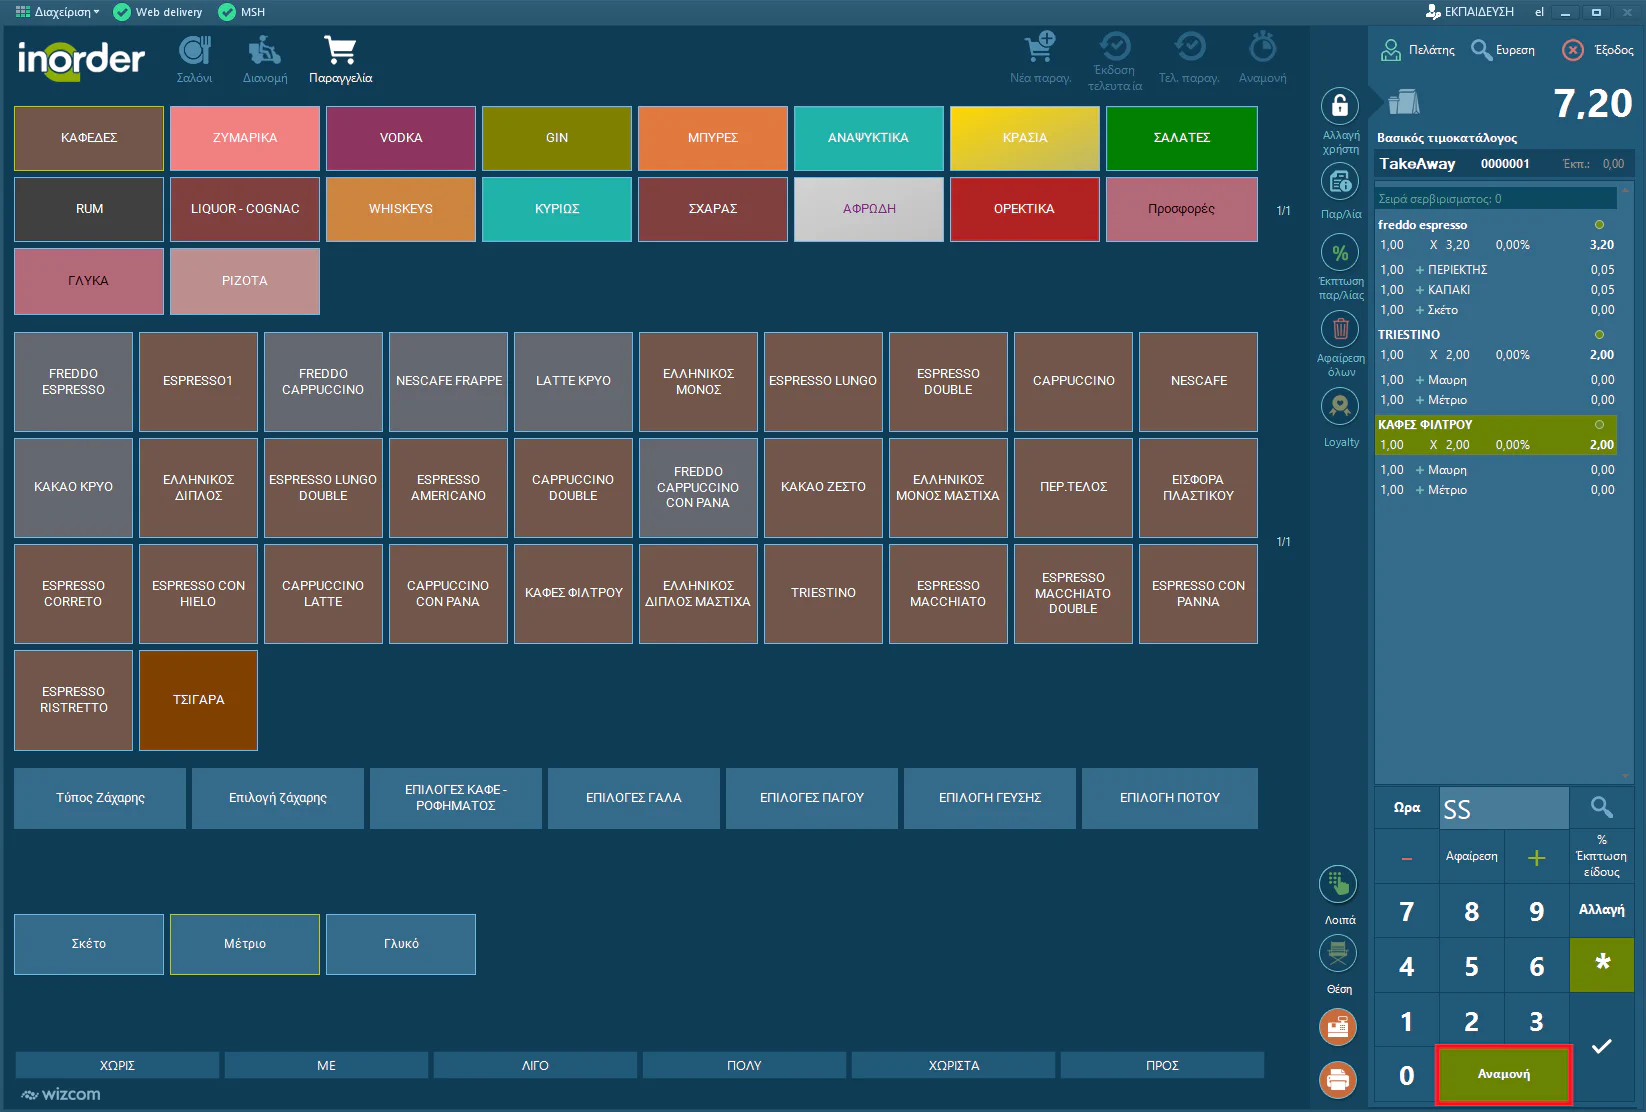 Διαχείριση
Web delivery
MSH
ΕΚΠΑΙΔΕΥΣΗ
el
inorder
Σαλόνι
Διανομή
Παραγγελία
Νέα παραγ.
Έκδοση
τελευταία
Τελ. παραγ.
Αναμονή
Πελάτης
Ευρεση
Έξοδος
7,20
Βασικός τιμοκατάλογος
TakeAway 0000001 Έκπ.: 0,00
Σειρά σερβιρισματος: 0
freddo espresso
1,00 X 3,20 0,00% 3,20
1,00 + ΠΕΡΙΕΚΤΗΣ 0,05
1,00 + ΚΑΠΑΚΙ 0,05
1,00 + Σκέτο 0,00
TRIESTINO
1,00 X 2,00 0,00% 2,00
1,00 + Μαυρη 0,00
1,00 + Μέτριο 0,00
ΚΑΦΕΣ ΦΙΛΤΡΟΥ
1,00 X 2,00 0,00% 2,00
1,00 + Μαυρη 0,00
1,00 + Μέτριο 0,00
Αλλαγή
χρήστη
Παρ/λία
%
Έκπτωση
παρ/λίας
Αφαίρεση
όλων
Loyalty
ΚΑΦΕΔΕΣ
ΖΥΜΑΡΙΚΑ
VODKA
GIN
ΜΠΥΡΕΣ
ΑΝΑΨΥΚΤΙΚΑ
ΚΡΑΣΙΑ
ΣΑΛΑΤΕΣ
RUM
LIQUOR - COGNAC
WHISKEYS
ΚΥΡΙΩΣ
ΣΧΑΡΑΣ
ΑΦΡΩΔΗ
ΟΡΕΚΤΙΚΑ
Προσφορές
1/1
ΓΛΥΚΑ
ΡΙΖΟΤΑ
FREDDO
ESPRESSO
ESPRESSO1
FREDDO
CAPPUCCINO
NESCAFE FRAPPE
LATTE ΚΡΥΟ
ΕΛΛΗΝΙΚΟΣ
ΜΟΝΟΣ
ESPRESSO LUNGO
ESPRESSO
DOUBLE
CAPPUCCINO
NESCAFE
ΚΑΚΑΟ ΚΡΥΟ
ΕΛΛΗΝΙΚΟΣ
ΔΙΠΛΟΣ
ESPRESSO LUNGO
DOUBLE
ESPRESSO
AMERICANO
CAPPUCCINO
DOUBLE
FREDDO
CAPPUCCINO
CON PANA
ΚΑΚΑΟ ΖΕΣΤΟ
ΕΛΛΗΝΙΚΟΣ
ΜΟΝΟΣ ΜΑΣΤΙΧΑ
ΠΕΡ.ΤΕΛΟΣ
ΕΙΣΦΟΡΑ
ΠΛΑΣΤΙΚΟΥ
1/1
ESPRESSO
CORRETO
ESPRESSO CON
HIELO
CAPPUCCINO
LATTE
CAPPUCCINO
CON PANA
ΚΑΦΕΣ ΦΙΛΤΡΟΥ
ΕΛΛΗΝΙΚΟΣ
ΔΙΠΛΟΣ ΜΑΣΤΙΧΑ
TRIESTINO
ESPRESSO
MACCHIATO
ESPRESSO
MACCHIATO
DOUBLE
ESPRESSO CON
PANNA
ESPRESSO
RISTRETTO
ΤΣΙΓΑΡΑ
Τύπος Ζάχαρης
Επιλογή ζάχαρης
ΕΠΙΛΟΓΕΣ ΚΑΦΕ -
ΡΟΦΗΜΑΤΟΣ
ΕΠΙΛΟΓΕΣ ΓΑΛΑ
ΕΠΙΛΟΓΕΣ ΠΑΓΟΥ
ΕΠΙΛΟΓΗ ΓΕΥΣΗΣ
ΕΠΙΛΟΓΗ ΠΟΤΟΥ
Σκέτο
Μέτριο
Γλυκό
ΧΩΡΙΣ
ΜΕ
ΛΙΓΟ
ΠΟΛΥ
ΧΩΡΙΣΤΑ
ΠΡΟΣ
wizcom
Λοιπά
Θέση
Ωρα
SS
-
Αφαίρεση
+
%
Έκπτωση
είδους
7
8
9
Αλλαγή
4
5
6
*
1
2
3
0
Αναμονή